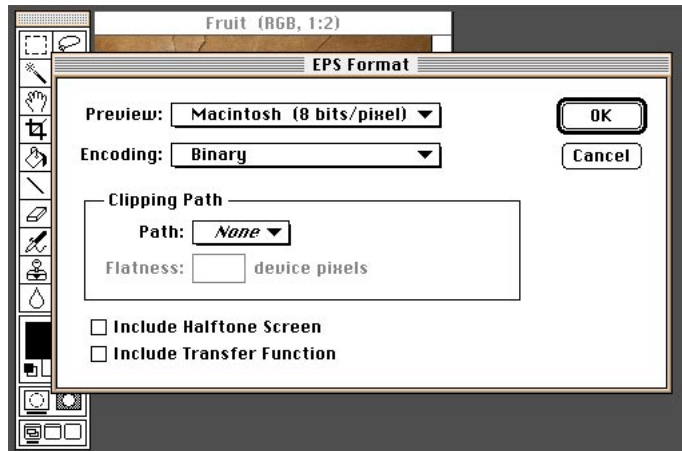 Fruit (RGB, 1:2)
EPS Format
Preview: Macintosh (8 bits/pixel)
OK
Encoding: Binary
Cancel
Clipping Path
Path: None
Flatness: device pixels
Include Halftone Screen
Include Transfer Function